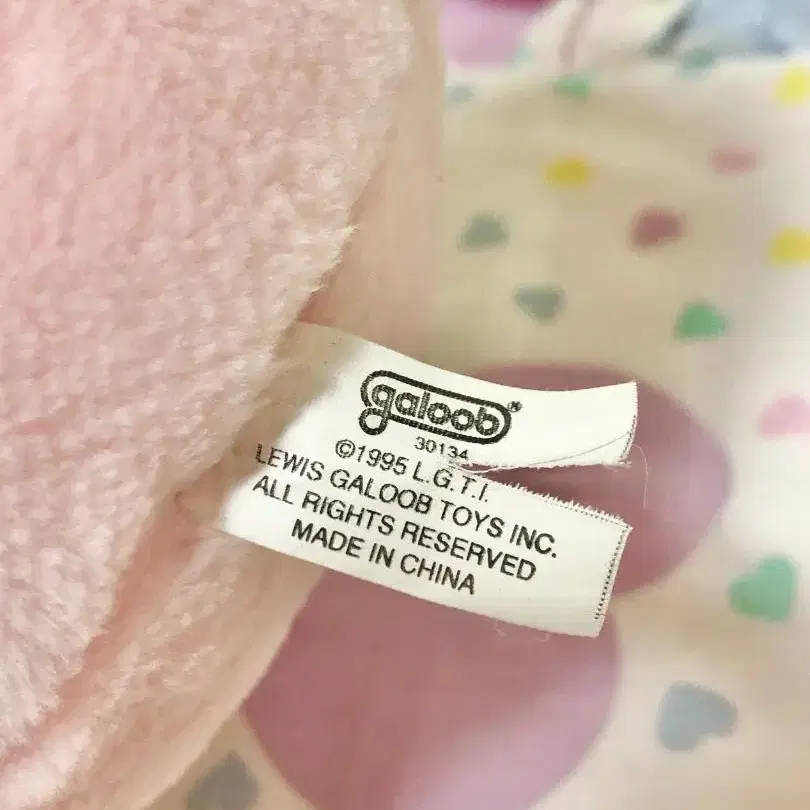 galoob®
30134
©1995 L.G.T.I.
LEWIS GALOOB TOYS INC.
ALL RIGHTS RESERVED
MADE IN CHINA